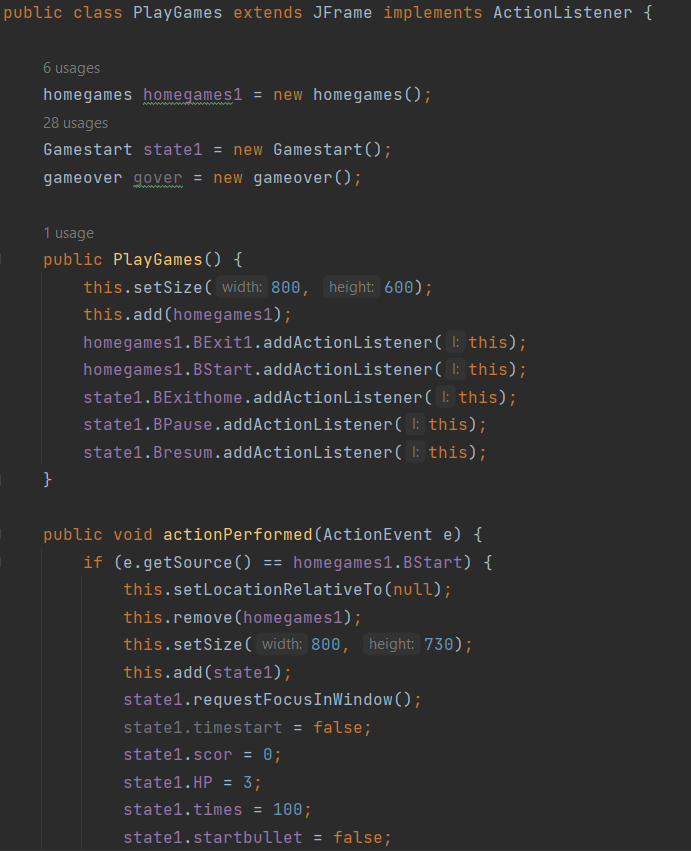 public class PlayGames extends JFrame implements ActionListener {
6 usages
homegames homegames1 = new homegames();
28 usages
Gamestart state1 = new Gamestart();
gameover gover = new gameover();
1 usage
public PlayGames() {
this.setSize( width: 800, height: 600);
this.add(homegames1);
homegames1.BExit1.addActionListener( l: this);
homegames1.BStart.addActionListener( l: this);
state1.BExithome.addActionListener( l: this);
state1.BPause.addActionListener( l: this);
state1.Bresum.addActionListener( l: this);
}
public void actionPerformed(ActionEvent e) {
if (e.getSource() == homegames1.BStart) {
this.setLocationRelativeTo(null);
this.remove(homegames1);
this.setSize( width: 800, height: 730);
this.add(state1);
state1.requestFocusInWindow();
state1.timestart = false;
state1.scor = 0;
state1.HP = 3;
state1.times = 100;
state1.startbullet = false;